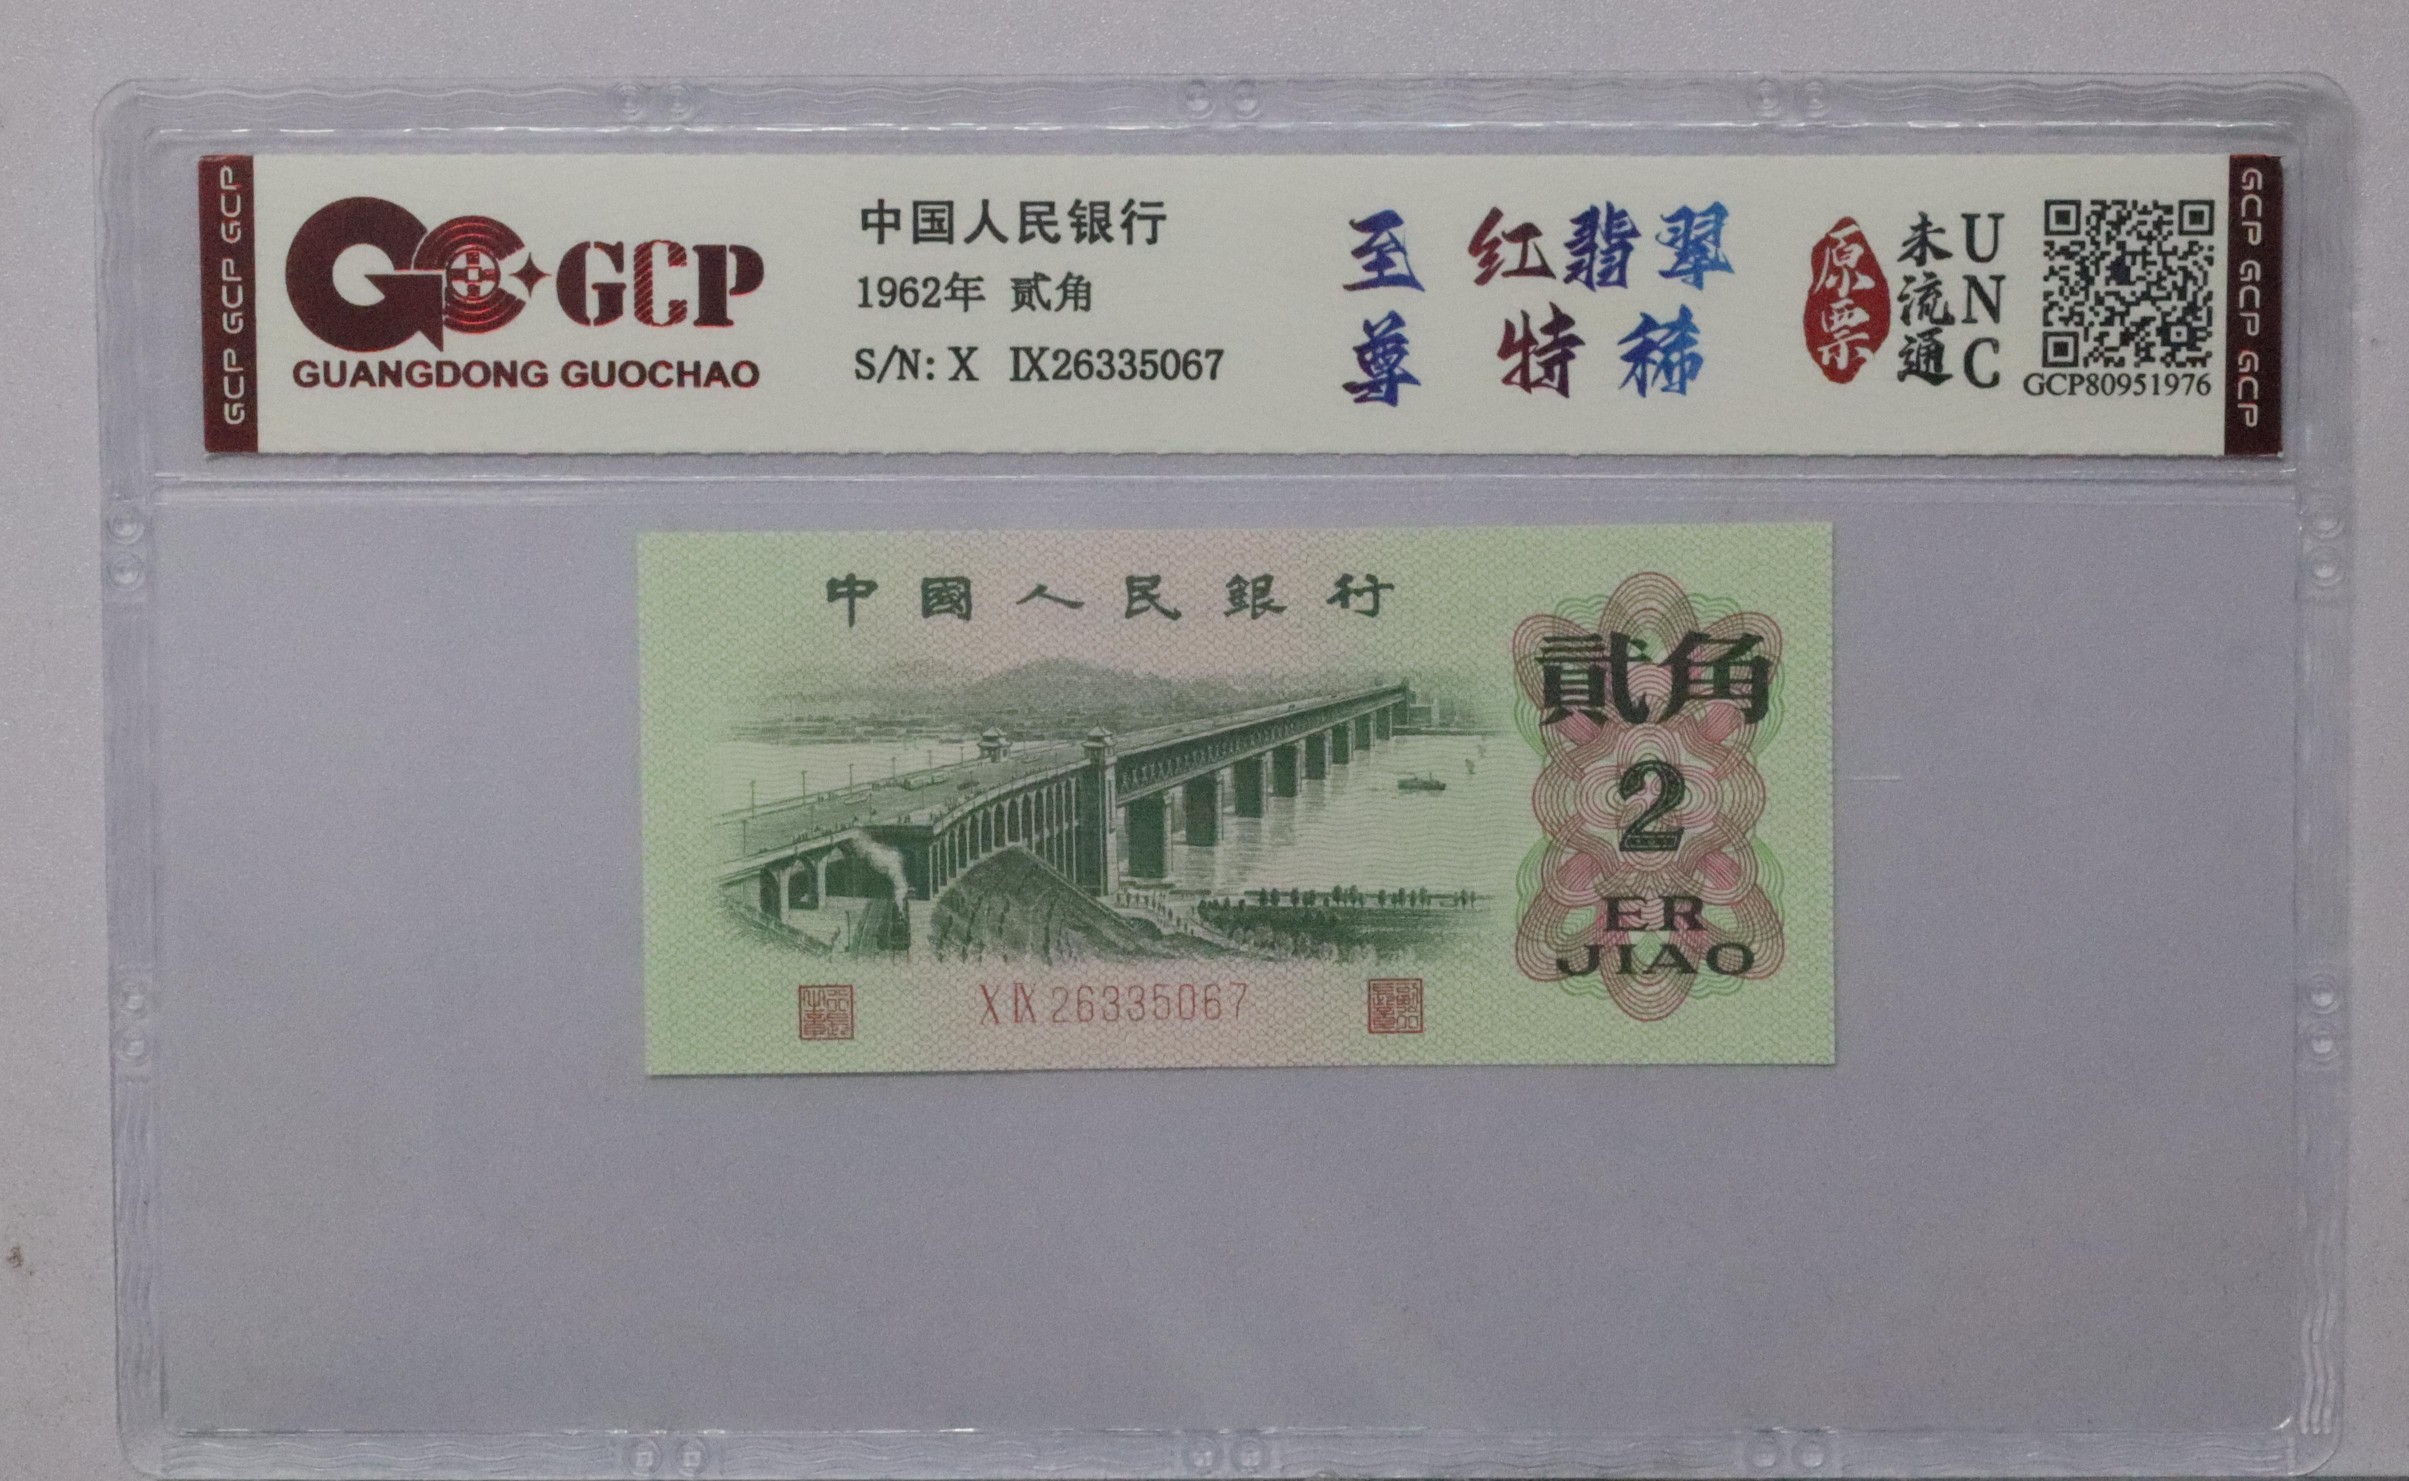 GCP GCP GCP
GC GCP
GUANGDONG GUOCHAO
中国人民银行
1962年 贰角
S/N: X IX26335067
至尊
红翡翠
特稀
原票
未流通
UNC
GCP80951976
GCP GCP GCP
中國人民銀行
貳角
2
ER
JIAO
X IX 26335067